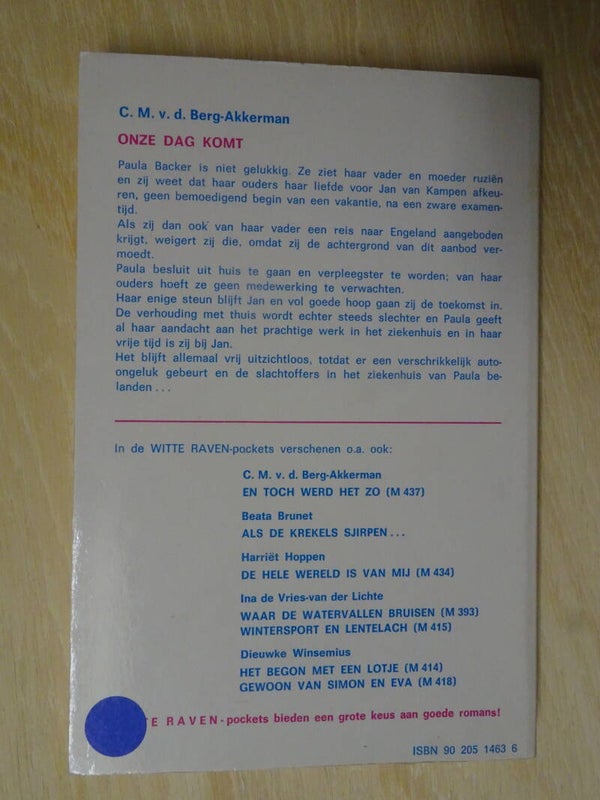 C. M. v. d. Berg-Akkerman
ONZE DAG KOMT
Paula Backer is niet gelukkig. Ze ziet haar vader en moeder ruziën
en zij weet dat haar ouders haar liefde voor Jan van Kampen afkeu-
ren, geen bemoedigend begin van een vakantie, na een zware examen-
tijd.
Als zij dan ook van haar vader een reis naar Engeland aangeboden
krijgt, weigert zij die, omdat zij de achtergrond van dit aanbod ver-
moedt.
Paula besluit uit huis te gaan en verpleegster te worden; van haar
ouders hoeft ze geen medewerking te verwachten.
Haar enige steun blijft Jan en vol goede hoop gaan zij de toekomst in.
De verhouding met thuis wordt echter steeds slechter en Paula geeft
al haar aandacht aan het prachtige werk in het ziekenhuis en in haar
vrije tijd is zij bij Jan.
Het blijft allemaal vrij uitzichtloos, totdat er een verschrikkelijk auto-
ongeluk gebeurt en de slachtoffers in het ziekenhuis van Paula be-
landen . . .
In de WITTE RAVEN-pockets verschenen o.a. ook:
C. M. v. d. Berg-Akkerman
EN TOCH WERD HET ZO (M 437)
Beata Brunet
ALS DE KREKELS SJIRPEN . . .
Harriët Hoppen
DE HELE WERELD IS VAN MIJ (M 434)
Ina de Vries-van der Lichte
WAAR DE WATERVALLEN BRUISEN (M 393)
WINTERSPORT EN LENTELACH (M 415)
Dieuwke Winsemius
HET BEGON MET EEN LOTJE (M 414)
GEWOON VAN SIMON EN EVA (M 418)
TE RAVEN-pockets bieden een grote keus aan goede romans!
ISBN 90 205 1463 6